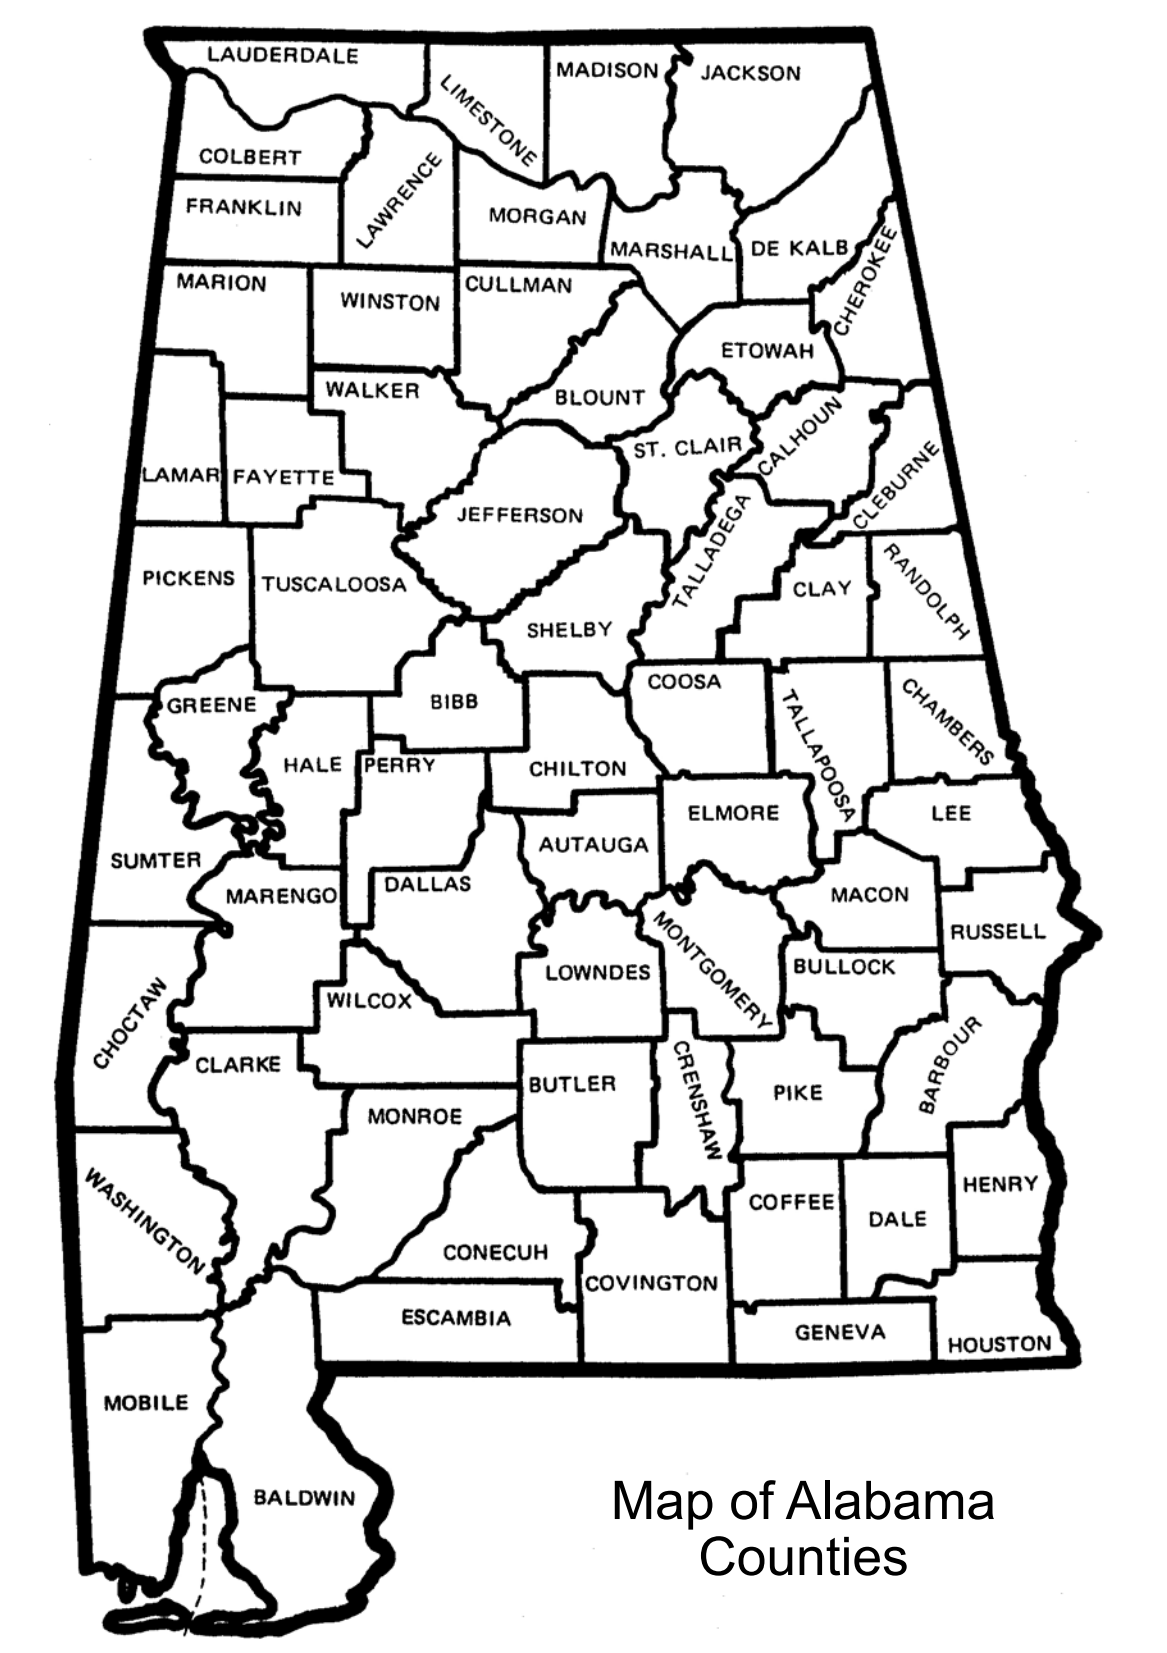 LAUDERDALE
LIMESTONE
MADISON
JACKSON
COLBERT
LAWRENCE
FRANKLIN
MORGAN
MARSHALL
DE KALB
CHEROKEE
MARION
WINSTON
CULLMAN
ETOWAH
WALKER
BLOUNT
ST. CLAIR
CALHOUN
LAMAR
FAYETTE
CLEBURNE
JEFFERSON
TALLADEGA
PICKENS
TUSCALOOSA
SHELBY
CLAY
RANDOLPH
GREENE
BIBB
COOSA
TALLAPOOSA
CHAMBERS
HALE
PERRY
CHILTON
ELMORE
LEE
SUMTER
MARENGO
DALLAS
AUTAUGA
MACON
RUSSELL
CHOCTAW
WILCOX
LOWNDES
MONTGOMERY
BULLOCK
CLARKE
MONROE
BUTLER
CRENSHAW
PIKE
BARBOUR
WASHINGTON
CONECUH
COVINGTON
COFFEE
DALE
HENRY
ESCAMBIA
GENEVA
HOUSTON
MOBILE
BALDWIN
Map of Alabama
Counties